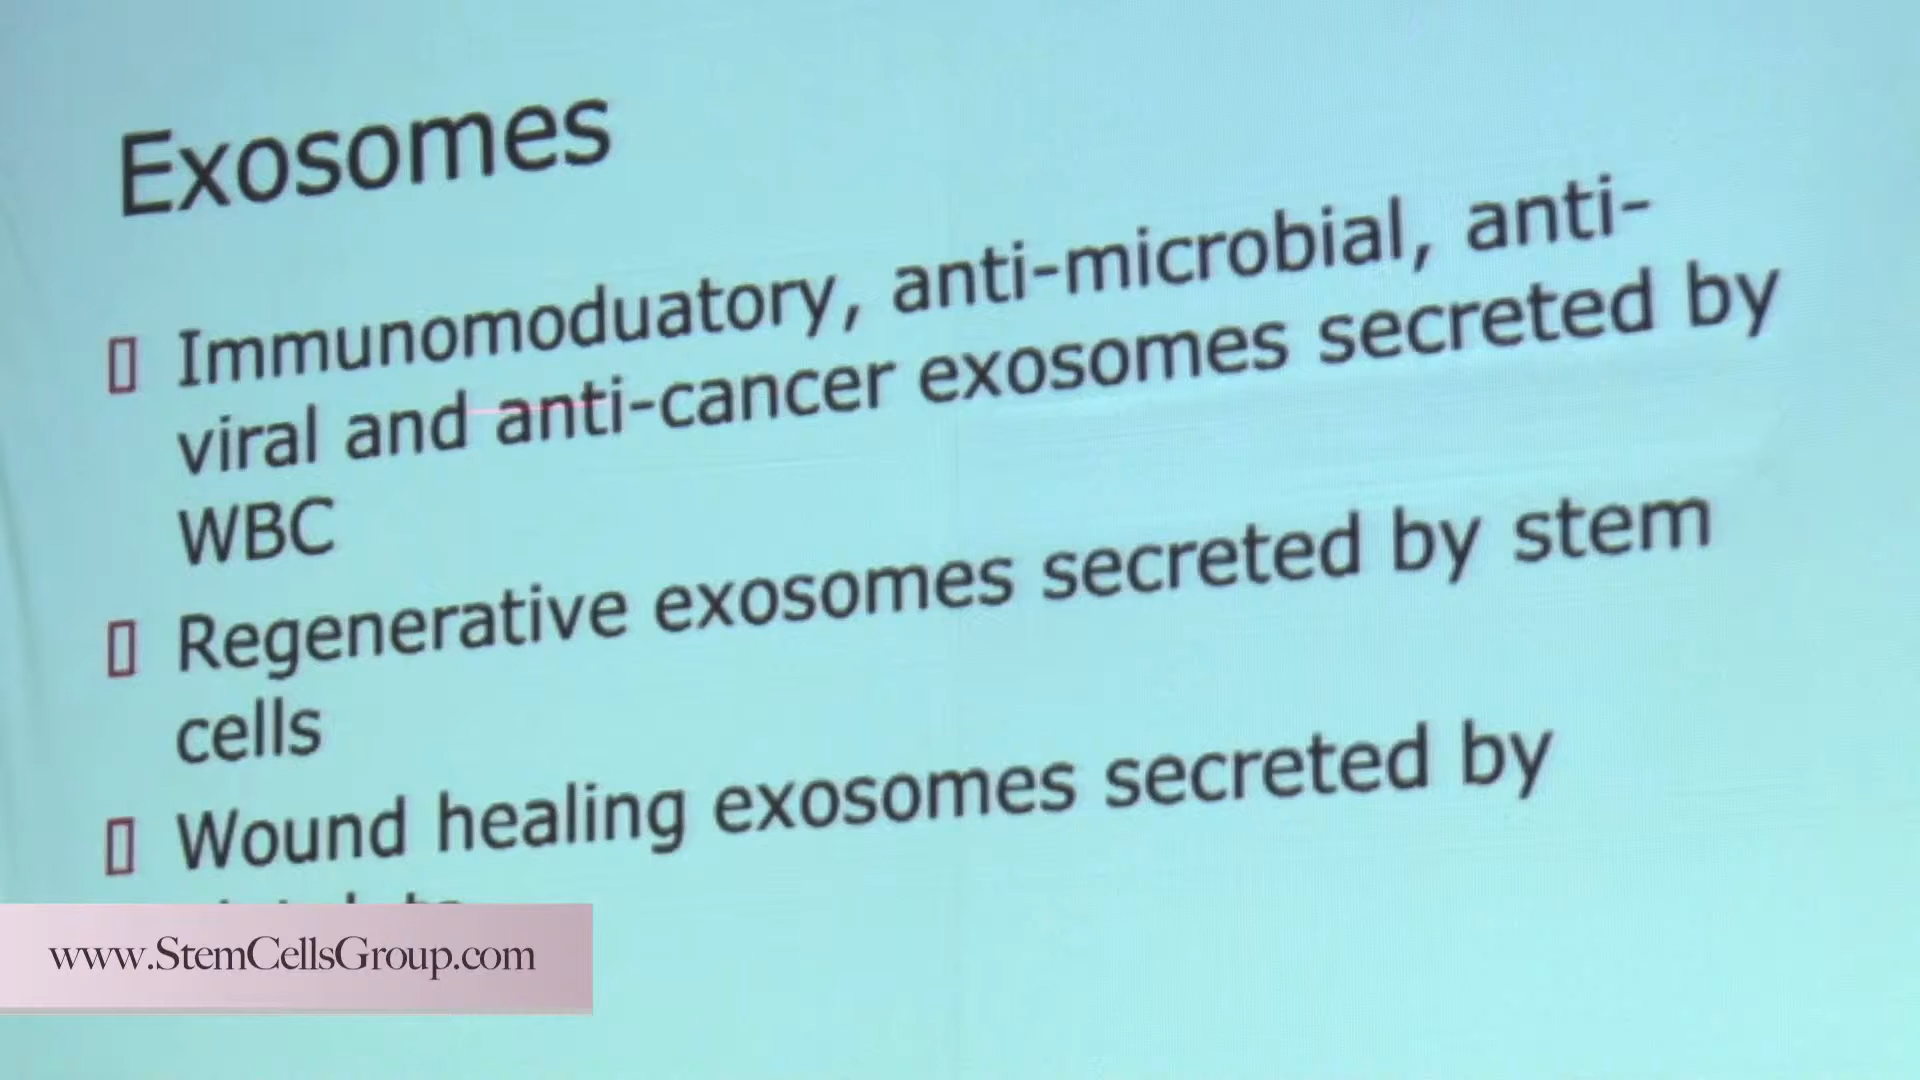 Exosomes
Immunomoduatory, anti-microbial, anti-
viral and anti-cancer exosomes secreted by
WBC
Regenerative exosomes secreted by stem
cells
Wound healing exosomes secreted by
www.StemCellsGroup.com